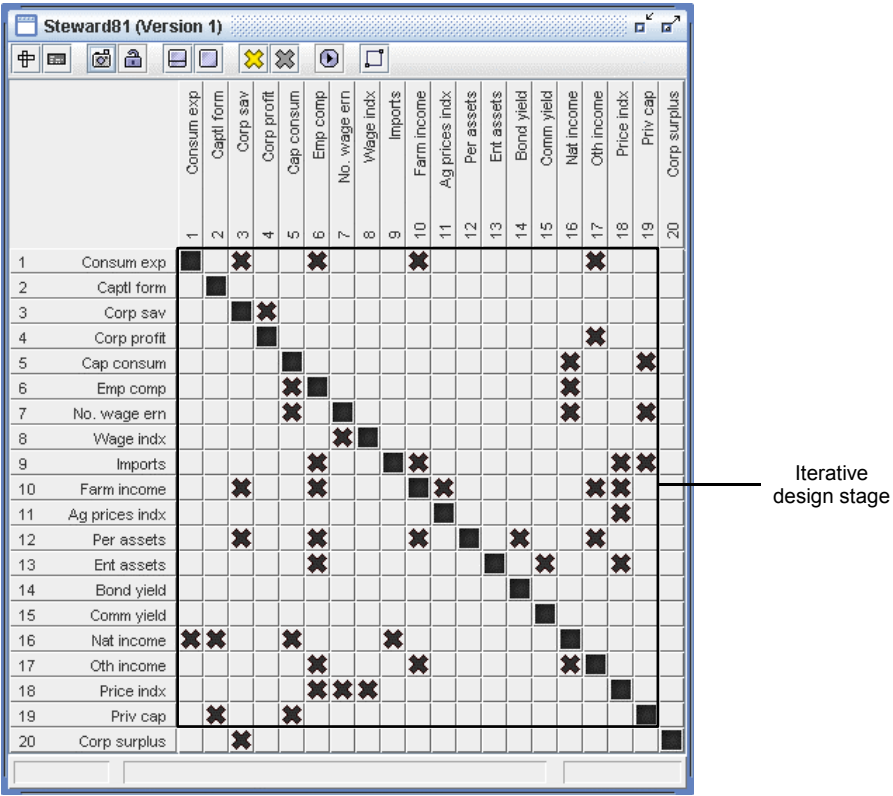 Steward81 (Version 1)
Consum exp
Captl form
Corp sav
Corp profit
Cap consum
Emp comp
No. wage ern
Wage indx
Imports
Farm income
Ag prices indx
Per assets
Ent assets
Bond yield
Comm yield
Nat income
Oth income
Price indx
Priv cap
Corp surplus
1 2 3 4 5 6 7 8 9 10 11 12 13 14 15 16 17 18 19 20
1 Consum exp
2 Captl form
3 Corp sav
4 Corp profit
5 Cap consum
6 Emp comp
7 No. wage ern
8 Wage indx
9 Imports
10 Farm income
11 Ag prices indx
12 Per assets
13 Ent assets
14 Bond yield
15 Comm yield
16 Nat income
17 Oth income
18 Price indx
19 Priv cap
20 Corp surplus
Iterative
design stage